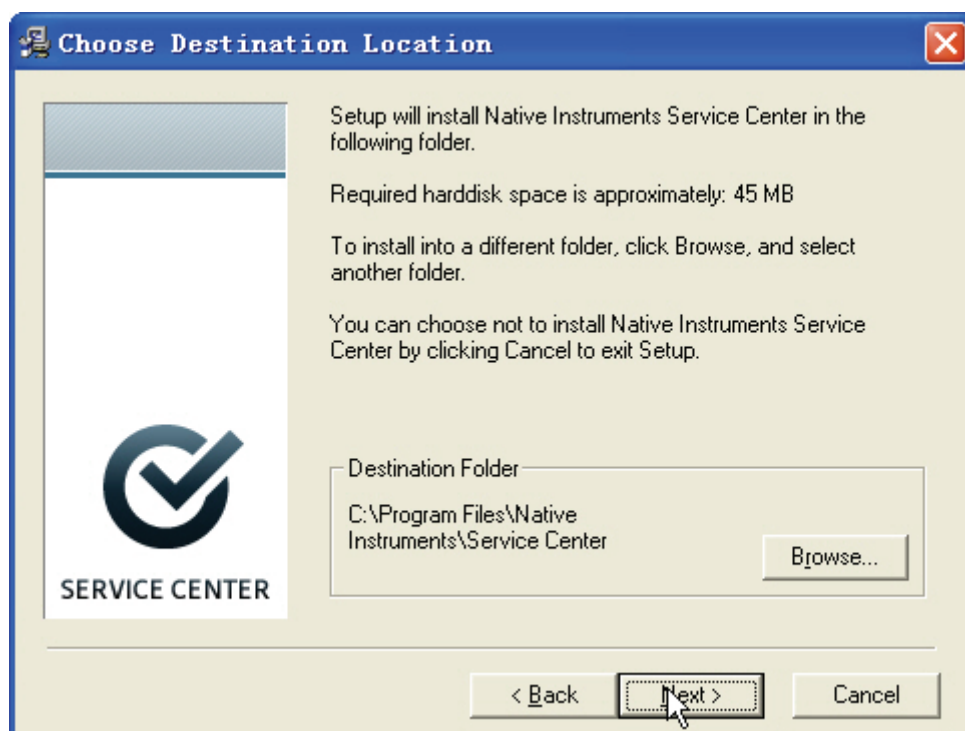 Choose Destination Location
Setup will install Native Instruments Service Center in the
following folder.
Required harddisk space is approximately: 45 MB
To install into a different folder, click Browse, and select
another folder.
You can choose not to install Native Instruments Service
Center by clicking Cancel to exit Setup.
SERVICE CENTER
Destination Folder
C:\Program Files\Native
Instruments\Service Center
Browse...
< Back
Next >
Cancel